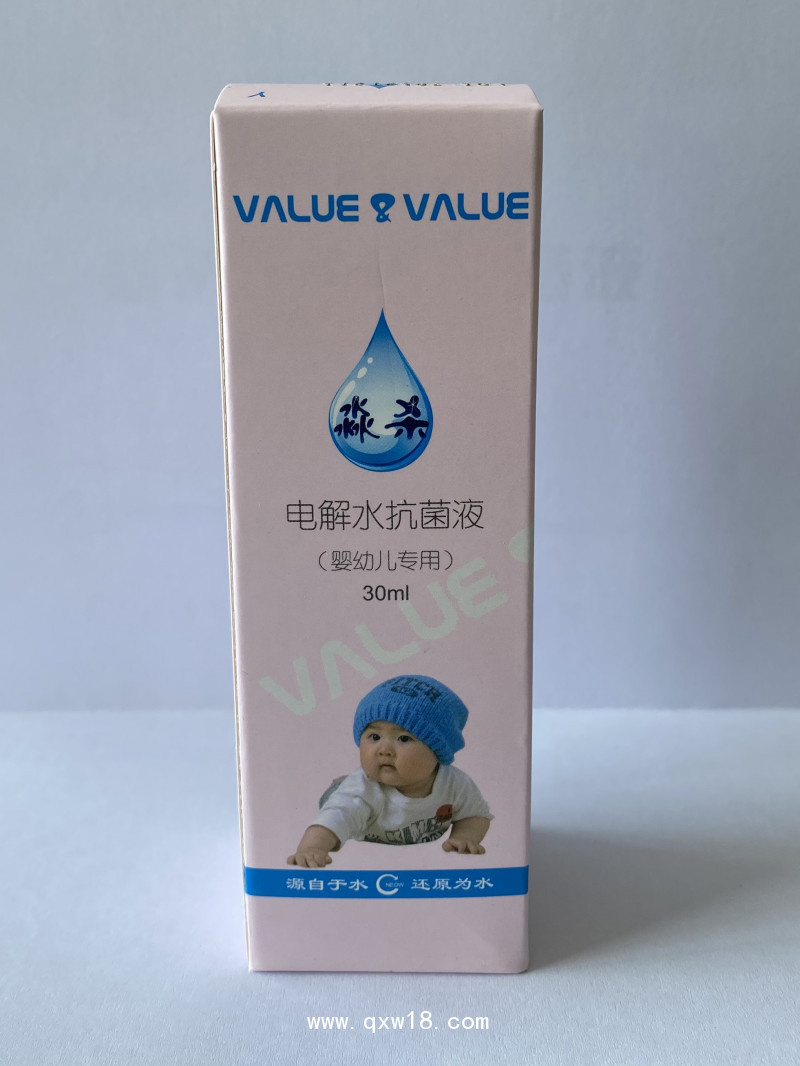 VALUE & VALUE
淼杀
电解水抗菌液
（婴幼儿专用）
30ml
VALUE
源自于水 NEOW 还原为水
www.qxw18.com